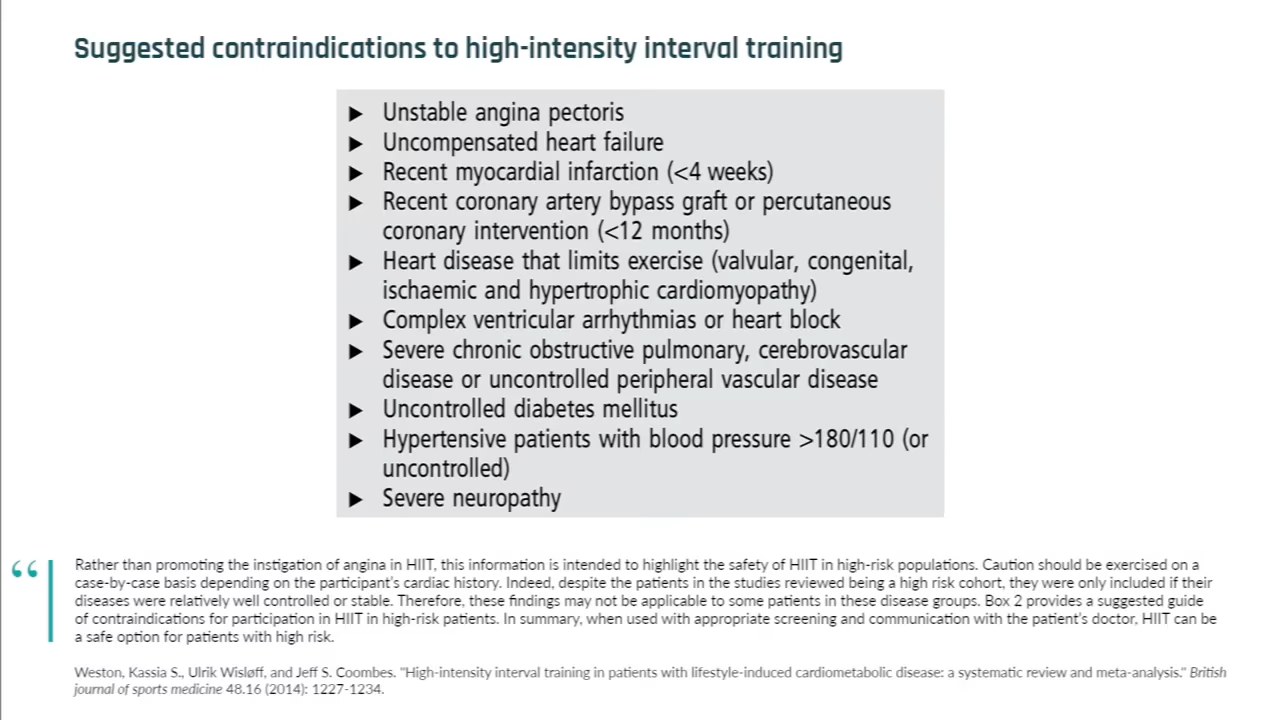 Suggested contraindications to high-intensity interval training
► Unstable angina pectoris
► Uncompensated heart failure
► Recent myocardial infarction (<4 weeks)
► Recent coronary artery bypass graft or percutaneous
coronary intervention (<12 months)
► Heart disease that limits exercise (valvular, congenital,
ischaemic and hypertrophic cardiomyopathy)
► Complex ventricular arrhythmias or heart block
► Severe chronic obstructive pulmonary, cerebrovascular
disease or uncontrolled peripheral vascular disease
► Uncontrolled diabetes mellitus
► Hypertensive patients with blood pressure >180/110 (or
uncontrolled)
► Severe neuropathy
“ Rather than promoting the instigation of angina in HIIT, this information is intended to highlight the safety of HIIT in high-risk populations. Caution should be exercised on a
case-by-case basis depending on the participant's cardiac history. Indeed, despite the patients in the studies reviewed being a high risk cohort, they were only included if their
diseases were relatively well controlled or stable. Therefore, these findings may not be applicable to some patients in these disease groups. Box 2 provides a suggested guide
of contraindications for participation in HIIT in high-risk patients. In summary, when used with appropriate screening and communication with the patient's doctor, HIIT can be
a safe option for patients with high risk.
Weston, Kassia S., Ulrik Wisløff, and Jeff S. Coombes. "High-intensity interval training in patients with lifestyle-induced cardiometabolic disease: a systematic review and meta-analysis." British
journal of sports medicine 48.16 (2014): 1227-1234.